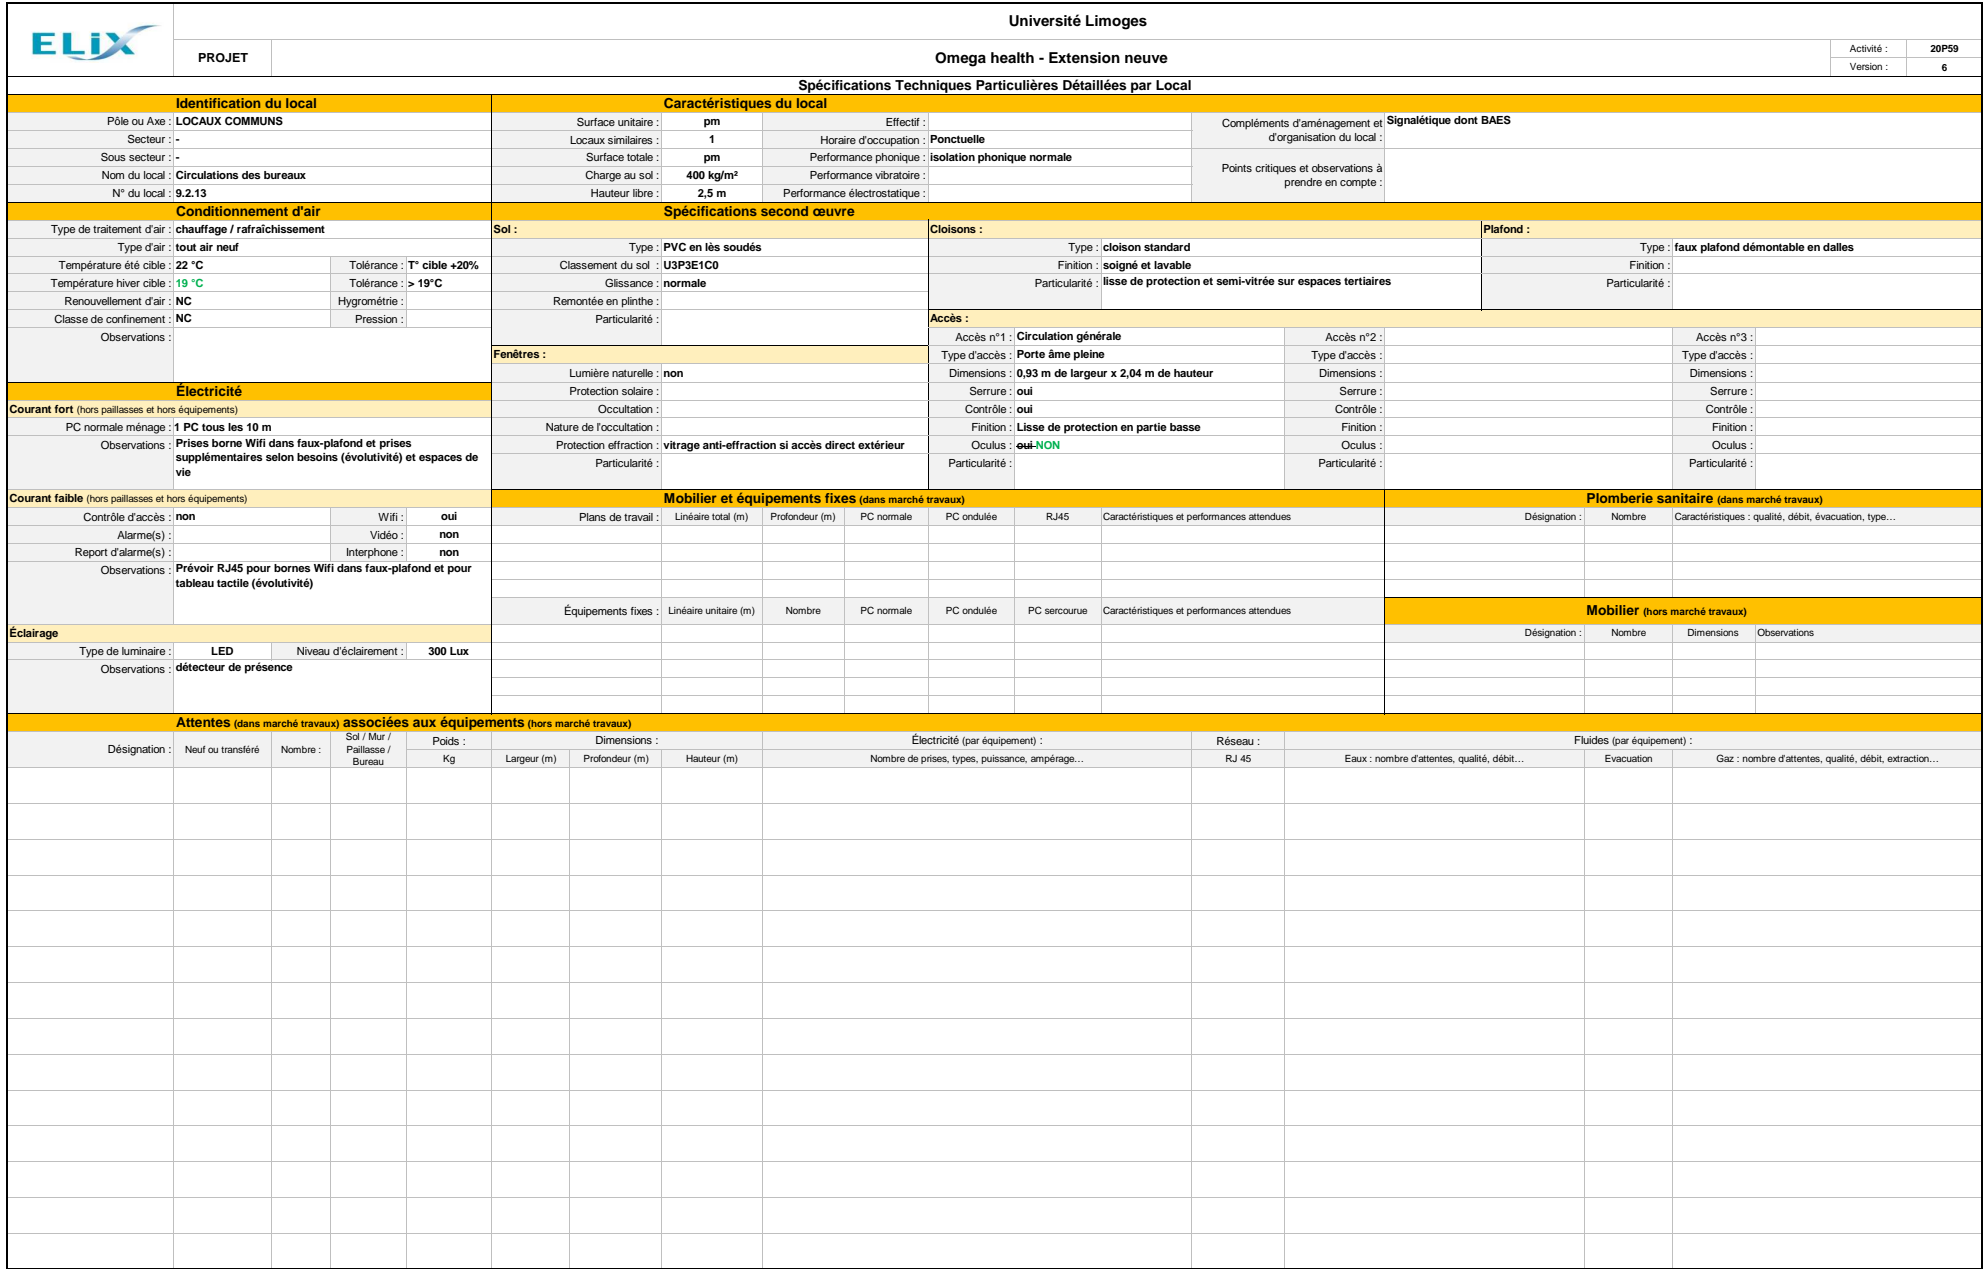 ELiX
Université Limoges
PROJET
Omega health - Extension neuve
Activité : 20P59
Version : 6
Spécifications Techniques Particulières Détaillées par Local
Identification du local
Caractéristiques du local
Pôle ou Axe : LOCAUX COMMUNS
Secteur : -
Sous secteur : -
Nom du local : Circulations des bureaux
N° du local : 9.2.13
Surface unitaire : pm
Locaux similaires : 1
Surface totale : pm
Charge au sol : 400 kg/m²
Hauteur libre : 2,5 m
Effectif :
Horaire d'occupation : Ponctuelle
Performance phonique : isolation phonique normale
Performance vibratoire :
Performance électrostatique :
Compléments d'aménagement et
d'organisation du local :
Signalétique dont BAES
Points critiques et observations à
prendre en compte :
Conditionnement d'air
Type de traitement d'air : chauffage / rafraîchissement
Type d'air : tout air neuf
Température été cible : 22 °C Tolérance : T° cible +20%
Température hiver cible : 19 °C Tolérance : > 19°C
Renouvellement d'air : NC Hygrométrie :
Classe de confinement : NC Pression :
Observations :
Spécifications second œuvre
Sol :
Type : PVC en lès soudés
Classement du sol : U3P3E1C0
Glissance : normale
Remontée en plinthe :
Particularité :
Cloisons :
Type : cloison standard
Finition : soigné et lavable
Particularité : lisse de protection et semi-vitrée sur espaces tertiaires
Plafond :
Type : faux plafond démontable en dalles
Finition :
Particularité :
Fenêtres :
Lumière naturelle : non
Protection solaire :
Occultation :
Nature de l'occultation :
Protection effraction : vitrage anti-effraction si accès direct extérieur
Particularité :
Accès :
Accès n°1 : Circulation générale
Type d'accès : Porte âme pleine
Dimensions : 0,93 m de largeur x 2,04 m de hauteur
Serrure : oui
Contrôle : oui
Finition : Lisse de protection en partie basse
Oculus : oui NON
Particularité :
Accès n°2 :
Type d'accès :
Dimensions :
Serrure :
Contrôle :
Finition :
Oculus :
Particularité :
Accès n°3 :
Type d'accès :
Dimensions :
Serrure :
Contrôle :
Finition :
Oculus :
Particularité :
Électricité
Courant fort (hors paillasses et hors équipements)
PC normale ménage : 1 PC tous les 10 m
Observations : Prises borne Wifi dans faux-plafond et prises
supplémentaires selon besoins (évolutivité) et espaces de
vie
Courant faible (hors paillasses et hors équipements)
Contrôle d'accès : non Wifi : oui
Alarme(s) : Vidéo : non
Report d'alarme(s) : Interphone : non
Observations : Prévoir RJ45 pour bornes Wifi dans faux-plafond et pour
tableau tactile (évolutivité)
Éclairage
Type de luminaire : LED Niveau d'éclairement : 300 Lux
Observations : détecteur de présence
Mobilier et équipements fixes (dans marché travaux)
Plans de travail : Linéaire total (m) Profondeur (m) PC normale PC ondulée RJ45 Caractéristiques et performances attendues
Équipements fixes : Linéaire unitaire (m) Nombre PC normale PC ondulée PC sercourue Caractéristiques et performances attendues
Plomberie sanitaire (dans marché travaux)
Désignation : Nombre Caractéristiques : qualité, débit, évacuation, type…
Mobilier (hors marché travaux)
Désignation : Nombre Dimensions Observations
Attentes (dans marché travaux) associées aux équipements (hors marché travaux)
Désignation : Neuf ou transféré Nombre :
Sol / Mur /
Paillasse /
Bureau
Poids :
Kg
Dimensions :
Largeur (m) Profondeur (m) Hauteur (m)
Électricité (par équipement) :
Nombre de prises, types, puissance, ampérage…
Réseau :
RJ 45
Fluides (par équipement) :
Eaux : nombre d'attentes, qualité, débit… Evacuation Gaz : nombre d'attentes, qualité, débit, extraction…